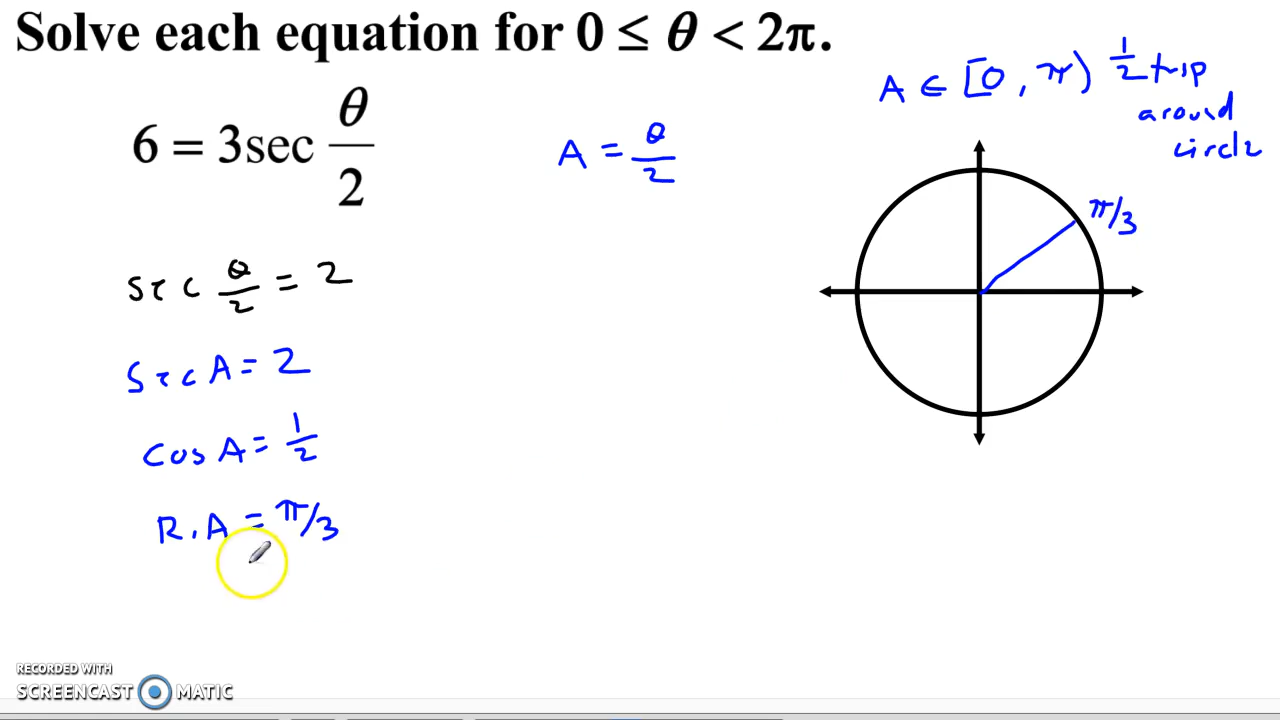 Solve each equation for 0 ≤ θ < 2π.
6 = 3sec θ/2
A = θ/2
A ∈ [0, π) 1/2 trip
around
circle
π/3
sec θ/2 = 2
sec A = 2
cos A = 1/2
R.A = π/3
RECORDED WITH
SCREENCAST MATIC